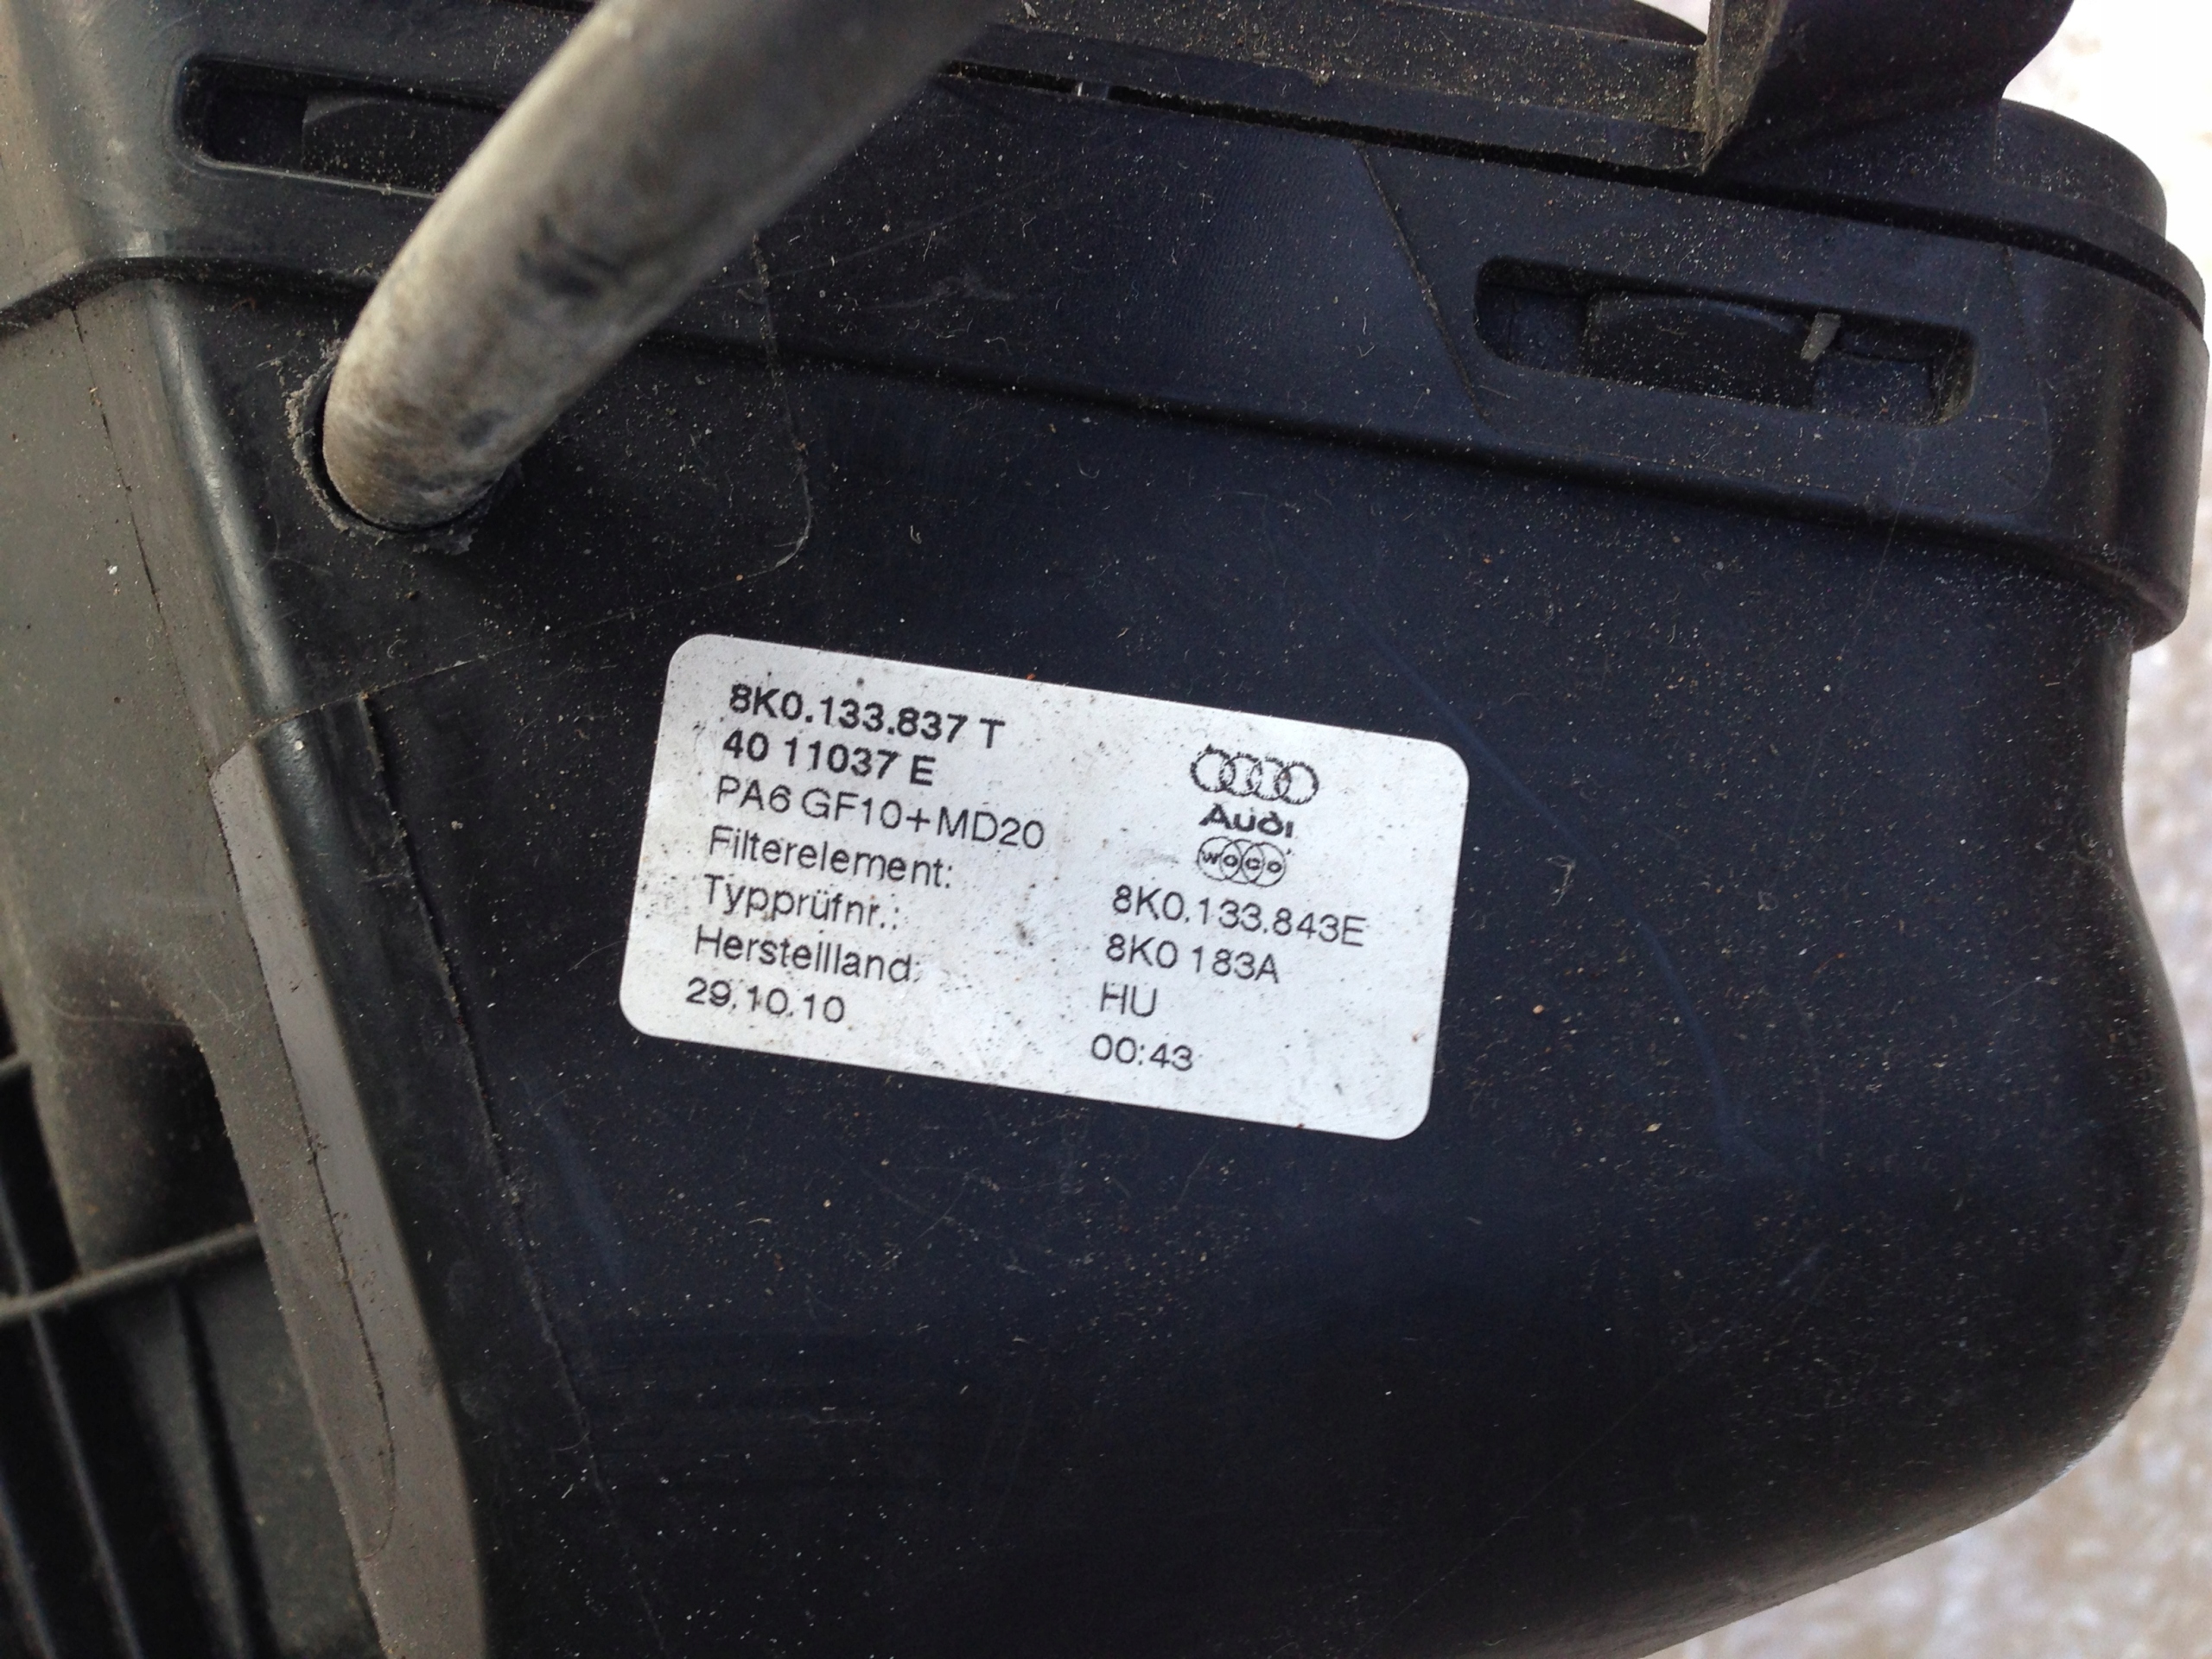 8K0.133.837 T
40 11037 E
PA6 GF10+MD20
Audi
woco
Filterelement: 8K0.133.843E
Typprüfnr.: 8K0 183A
Herstellland: HU
29.10.10 00:43